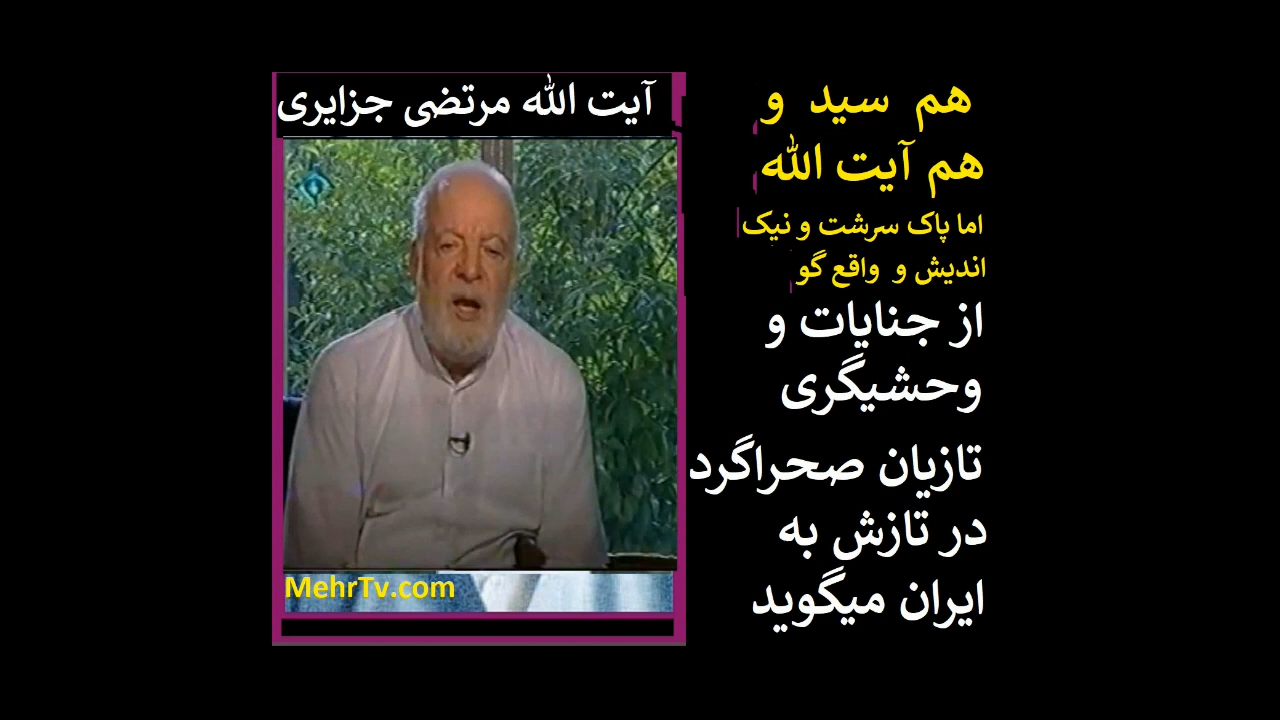 هم سید و
هم آیت الله
اما پاک سرشت و نیک
اندیش و واقع گو
از جنایات و
وحشیگری
تازیان صحراگرد
در تازش به
ایران میگوید
آیت الله مرتضی جزایری
MehrTv.com